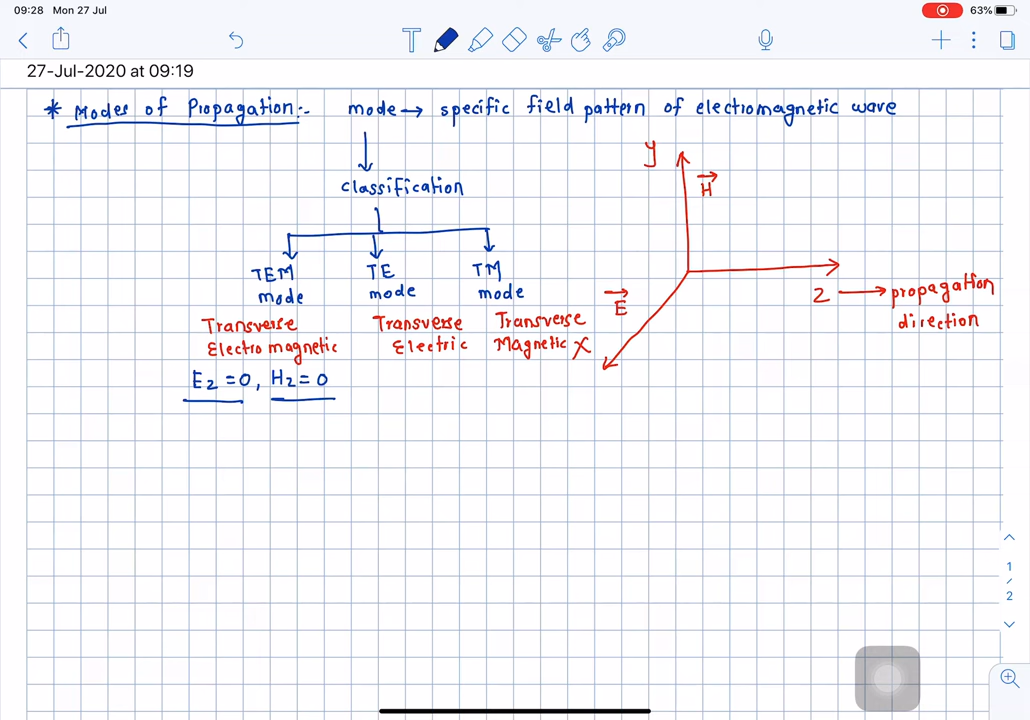 09:28 Mon 27 Jul
63%
27-Jul-2020 at 09:19
* Modes of Propagation:- mode → specific field pattern of electromagnetic wave
classification
TEM mode
TE mode
TM mode
Transverse Electromagnetic
Transverse Electric
Transverse Magnetic
Ez = 0, Hz = 0
y
H
E
X
Z → propagation direction
1
/
2